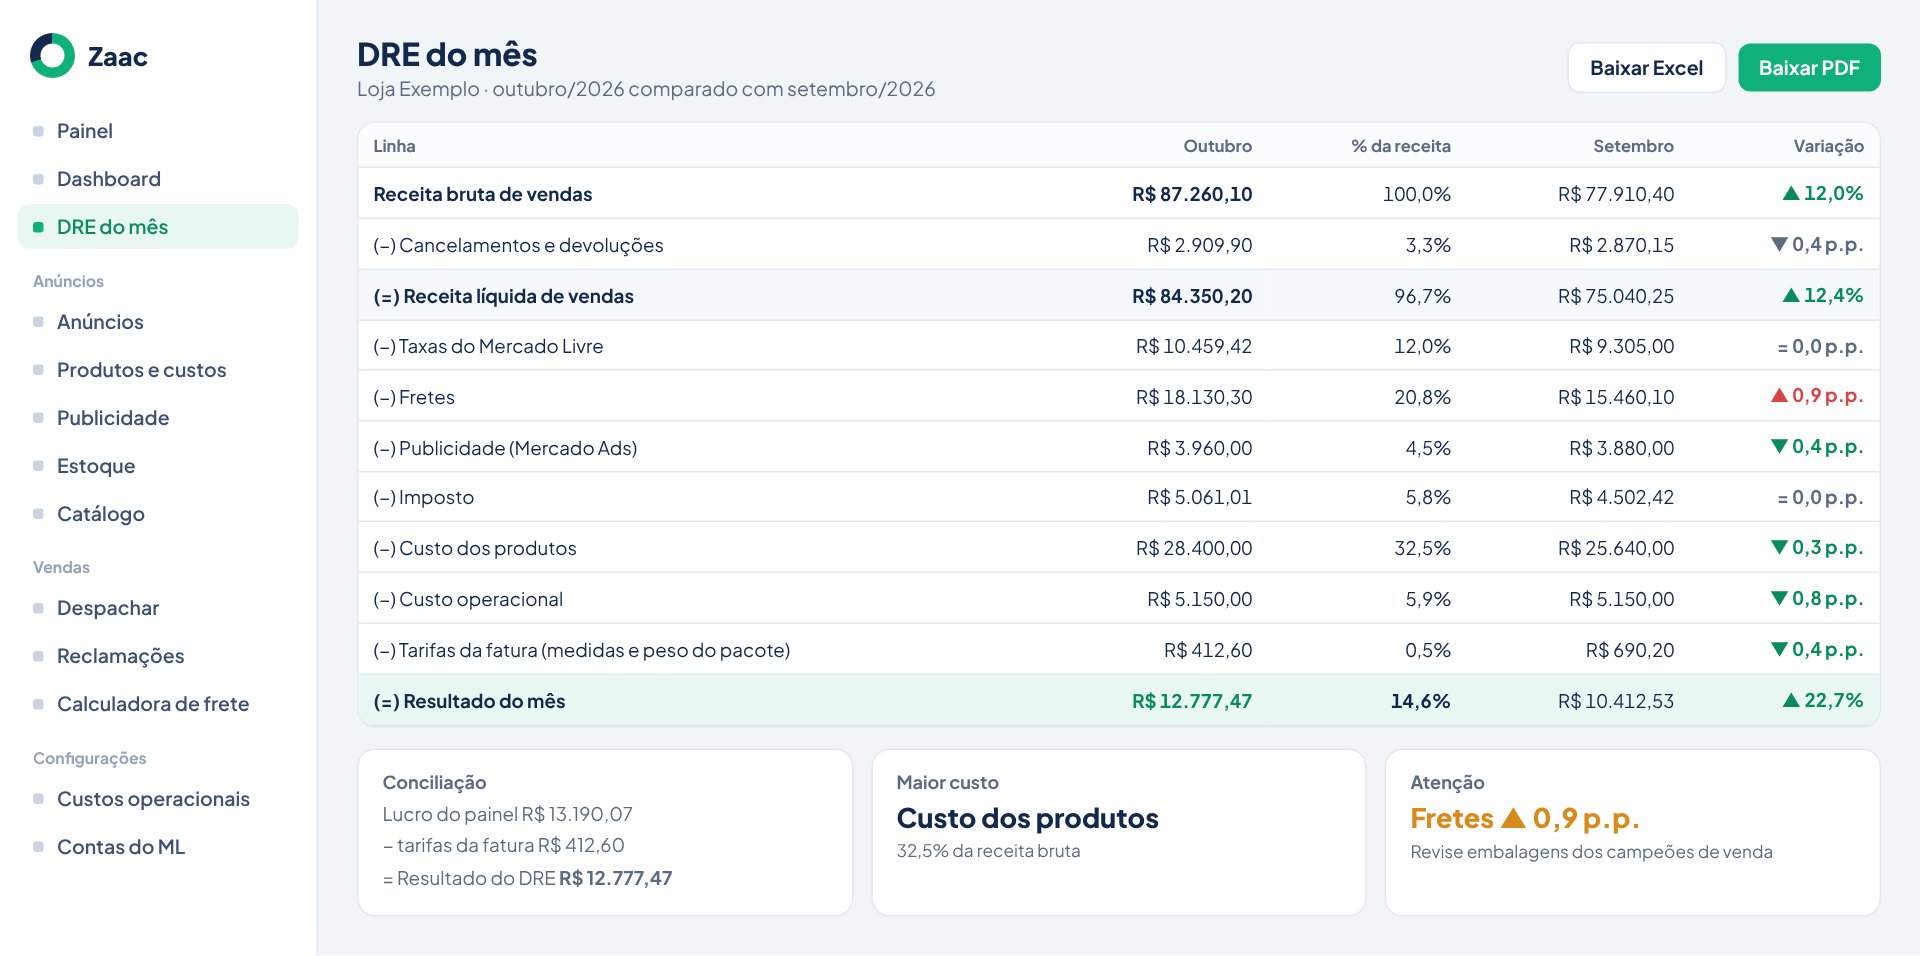 Zaac
Painel
Dashboard
DRE do mês
Anúncios
Anúncios
Produtos e custos
Publicidade
Estoque
Catálogo
Vendas
Despachar
Reclamações
Calculadora de frete
Configurações
Custos operacionais
Contas do ML
DRE do mês
Loja Exemplo · outubro/2026 comparado com setembro/2026
Baixar Excel
Baixar PDF
Linha Outubro % da receita Setembro Variação
Receita bruta de vendas R$ 87.260,10 100,0% R$ 77.910,40 ▲ 12,0%
(−) Cancelamentos e devoluções R$ 2.909,90 3,3% R$ 2.870,15 ▼ 0,4 p.p.
(=) Receita líquida de vendas R$ 84.350,20 96,7% R$ 75.040,25 ▲ 12,4%
(−) Taxas do Mercado Livre R$ 10.459,42 12,0% R$ 9.305,00 = 0,0 p.p.
(−) Fretes R$ 18.130,30 20,8% R$ 15.460,10 ▲ 0,9 p.p.
(−) Publicidade (Mercado Ads) R$ 3.960,00 4,5% R$ 3.880,00 ▼ 0,4 p.p.
(−) Imposto R$ 5.061,01 5,8% R$ 4.502,42 = 0,0 p.p.
(−) Custo dos produtos R$ 28.400,00 32,5% R$ 25.640,00 ▼ 0,3 p.p.
(−) Custo operacional R$ 5.150,00 5,9% R$ 5.150,00 ▼ 0,8 p.p.
(−) Tarifas da fatura (medidas e peso do pacote) R$ 412,60 0,5% R$ 690,20 ▼ 0,4 p.p.
(=) Resultado do mês R$ 12.777,47 14,6% R$ 10.412,53 ▲ 22,7%
Conciliação
Lucro do painel R$ 13.190,07
− tarifas da fatura R$ 412,60
= Resultado do DRE R$ 12.777,47
Maior custo
Custo dos produtos
32,5% da receita bruta
Atenção
Fretes ▲ 0,9 p.p.
Revise embalagens dos campeões de venda